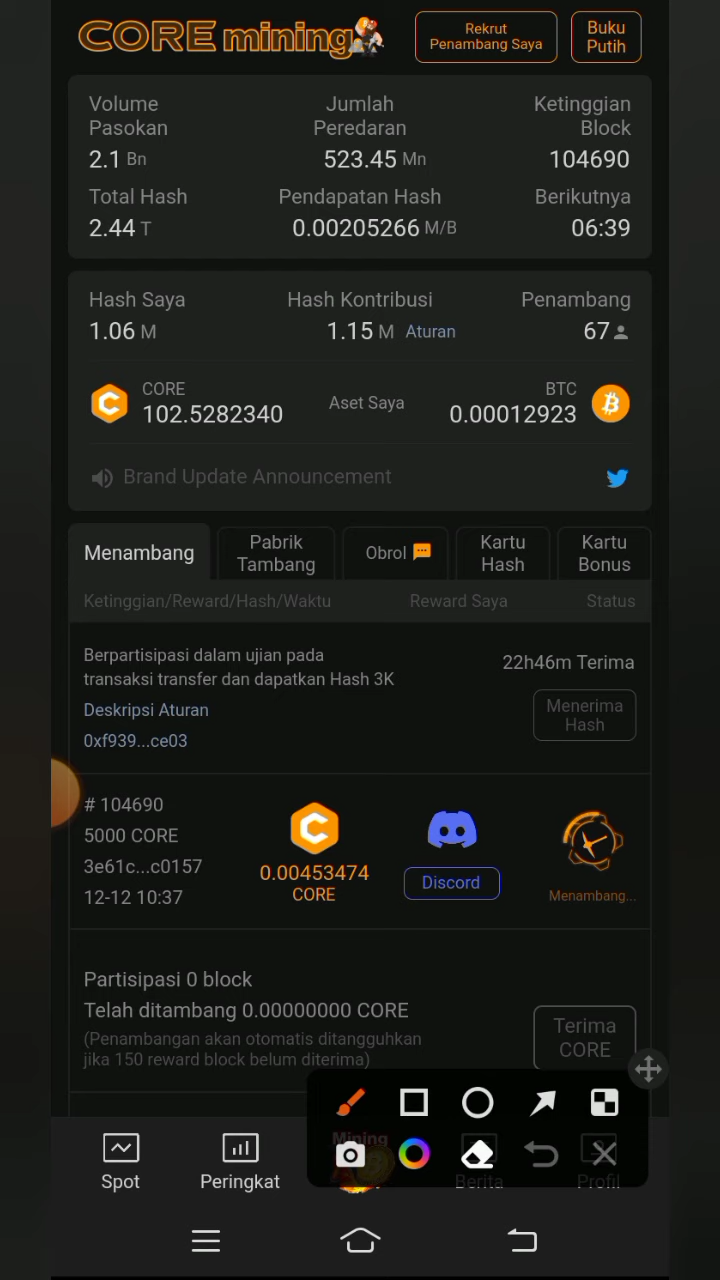 CORE mining
Rekrut
Penambang Saya
Buku
Putih
Volume
Pasokan
Jumlah
Peredaran
Ketinggian
Block
2.1 Bn
523.45 Mn
104690
Total Hash
Pendapatan Hash
Berikutnya
2.44 T
0.00205266 M/B
06:39
Hash Saya
Hash Kontribusi
Penambang
1.06 M
1.15 M Aturan
67
CORE
102.5282340
Aset Saya
BTC
0.00012923
Brand Update Announcement
Menambang
Pabrik
Tambang
Obrol
Kartu
Hash
Kartu
Bonus
Ketinggian/Reward/Hash/Waktu
Reward Saya
Status
Berpartisipasi dalam ujian pada
transaksi transfer dan dapatkan Hash 3K
Deskripsi Aturan
0xf939...ce03
22h46m Terima
Menerima
Hash
# 104690
5000 CORE
3e61c...c0157
12-12 10:37
0.00453474
CORE
Discord
Menambang...
Partisipasi 0 block
Telah ditambang 0.00000000 CORE
(Penambangan akan otomatis ditangguhkan
jika 150 reward block belum diterima)
Terima
CORE
Mining
Spot
Peringkat
Berita
Profil